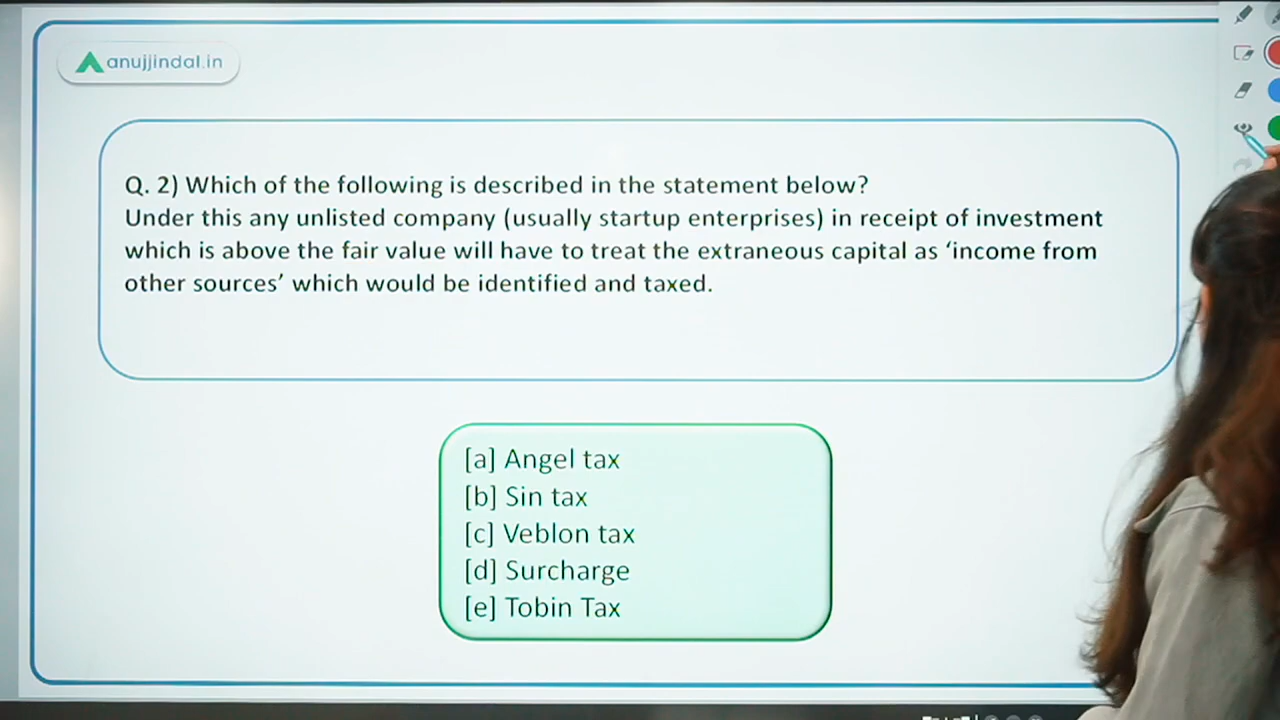 anujjindal.in
Q. 2) Which of the following is described in the statement below?
Under this any unlisted company (usually startup enterprises) in receipt of investment
which is above the fair value will have to treat the extraneous capital as ‘income from
other sources’ which would be identified and taxed.
[a] Angel tax
[b] Sin tax
[c] Veblon tax
[d] Surcharge
[e] Tobin Tax